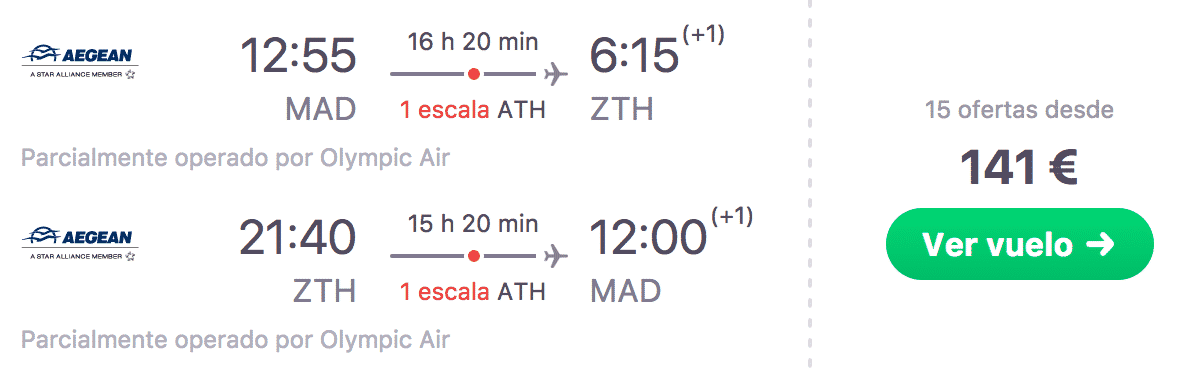 AEGEAN
A STAR ALLIANCE MEMBER
12:55
MAD
16 h 20 min
1 escala ATH
6:15(+1)
ZTH
Parcialmente operado por Olympic Air
AEGEAN
A STAR ALLIANCE MEMBER
21:40
ZTH
15 h 20 min
1 escala ATH
12:00(+1)
MAD
Parcialmente operado por Olympic Air
15 ofertas desde
141 €
Ver vuelo →